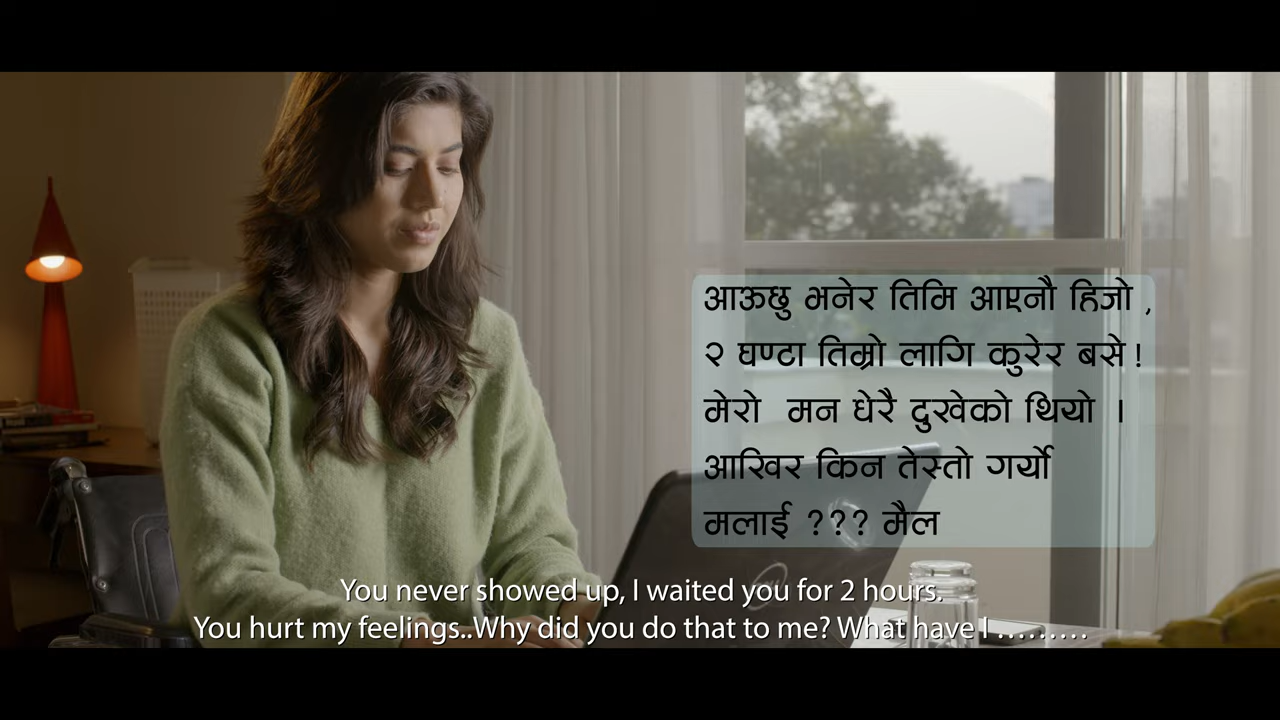 आऊछु भनेर तिमि आएनौ हिजो ,
२ घण्टा तिम्रो लागि कुरेर बसे !
मेरो मन धेरै दुखेको थियो ।
आखिर किन तेस्तो गर्यो
मलाई ??? मैल
You never showed up, I waited you for 2 hours.
You hurt my feelings..Why did you do that to me? What have I .........